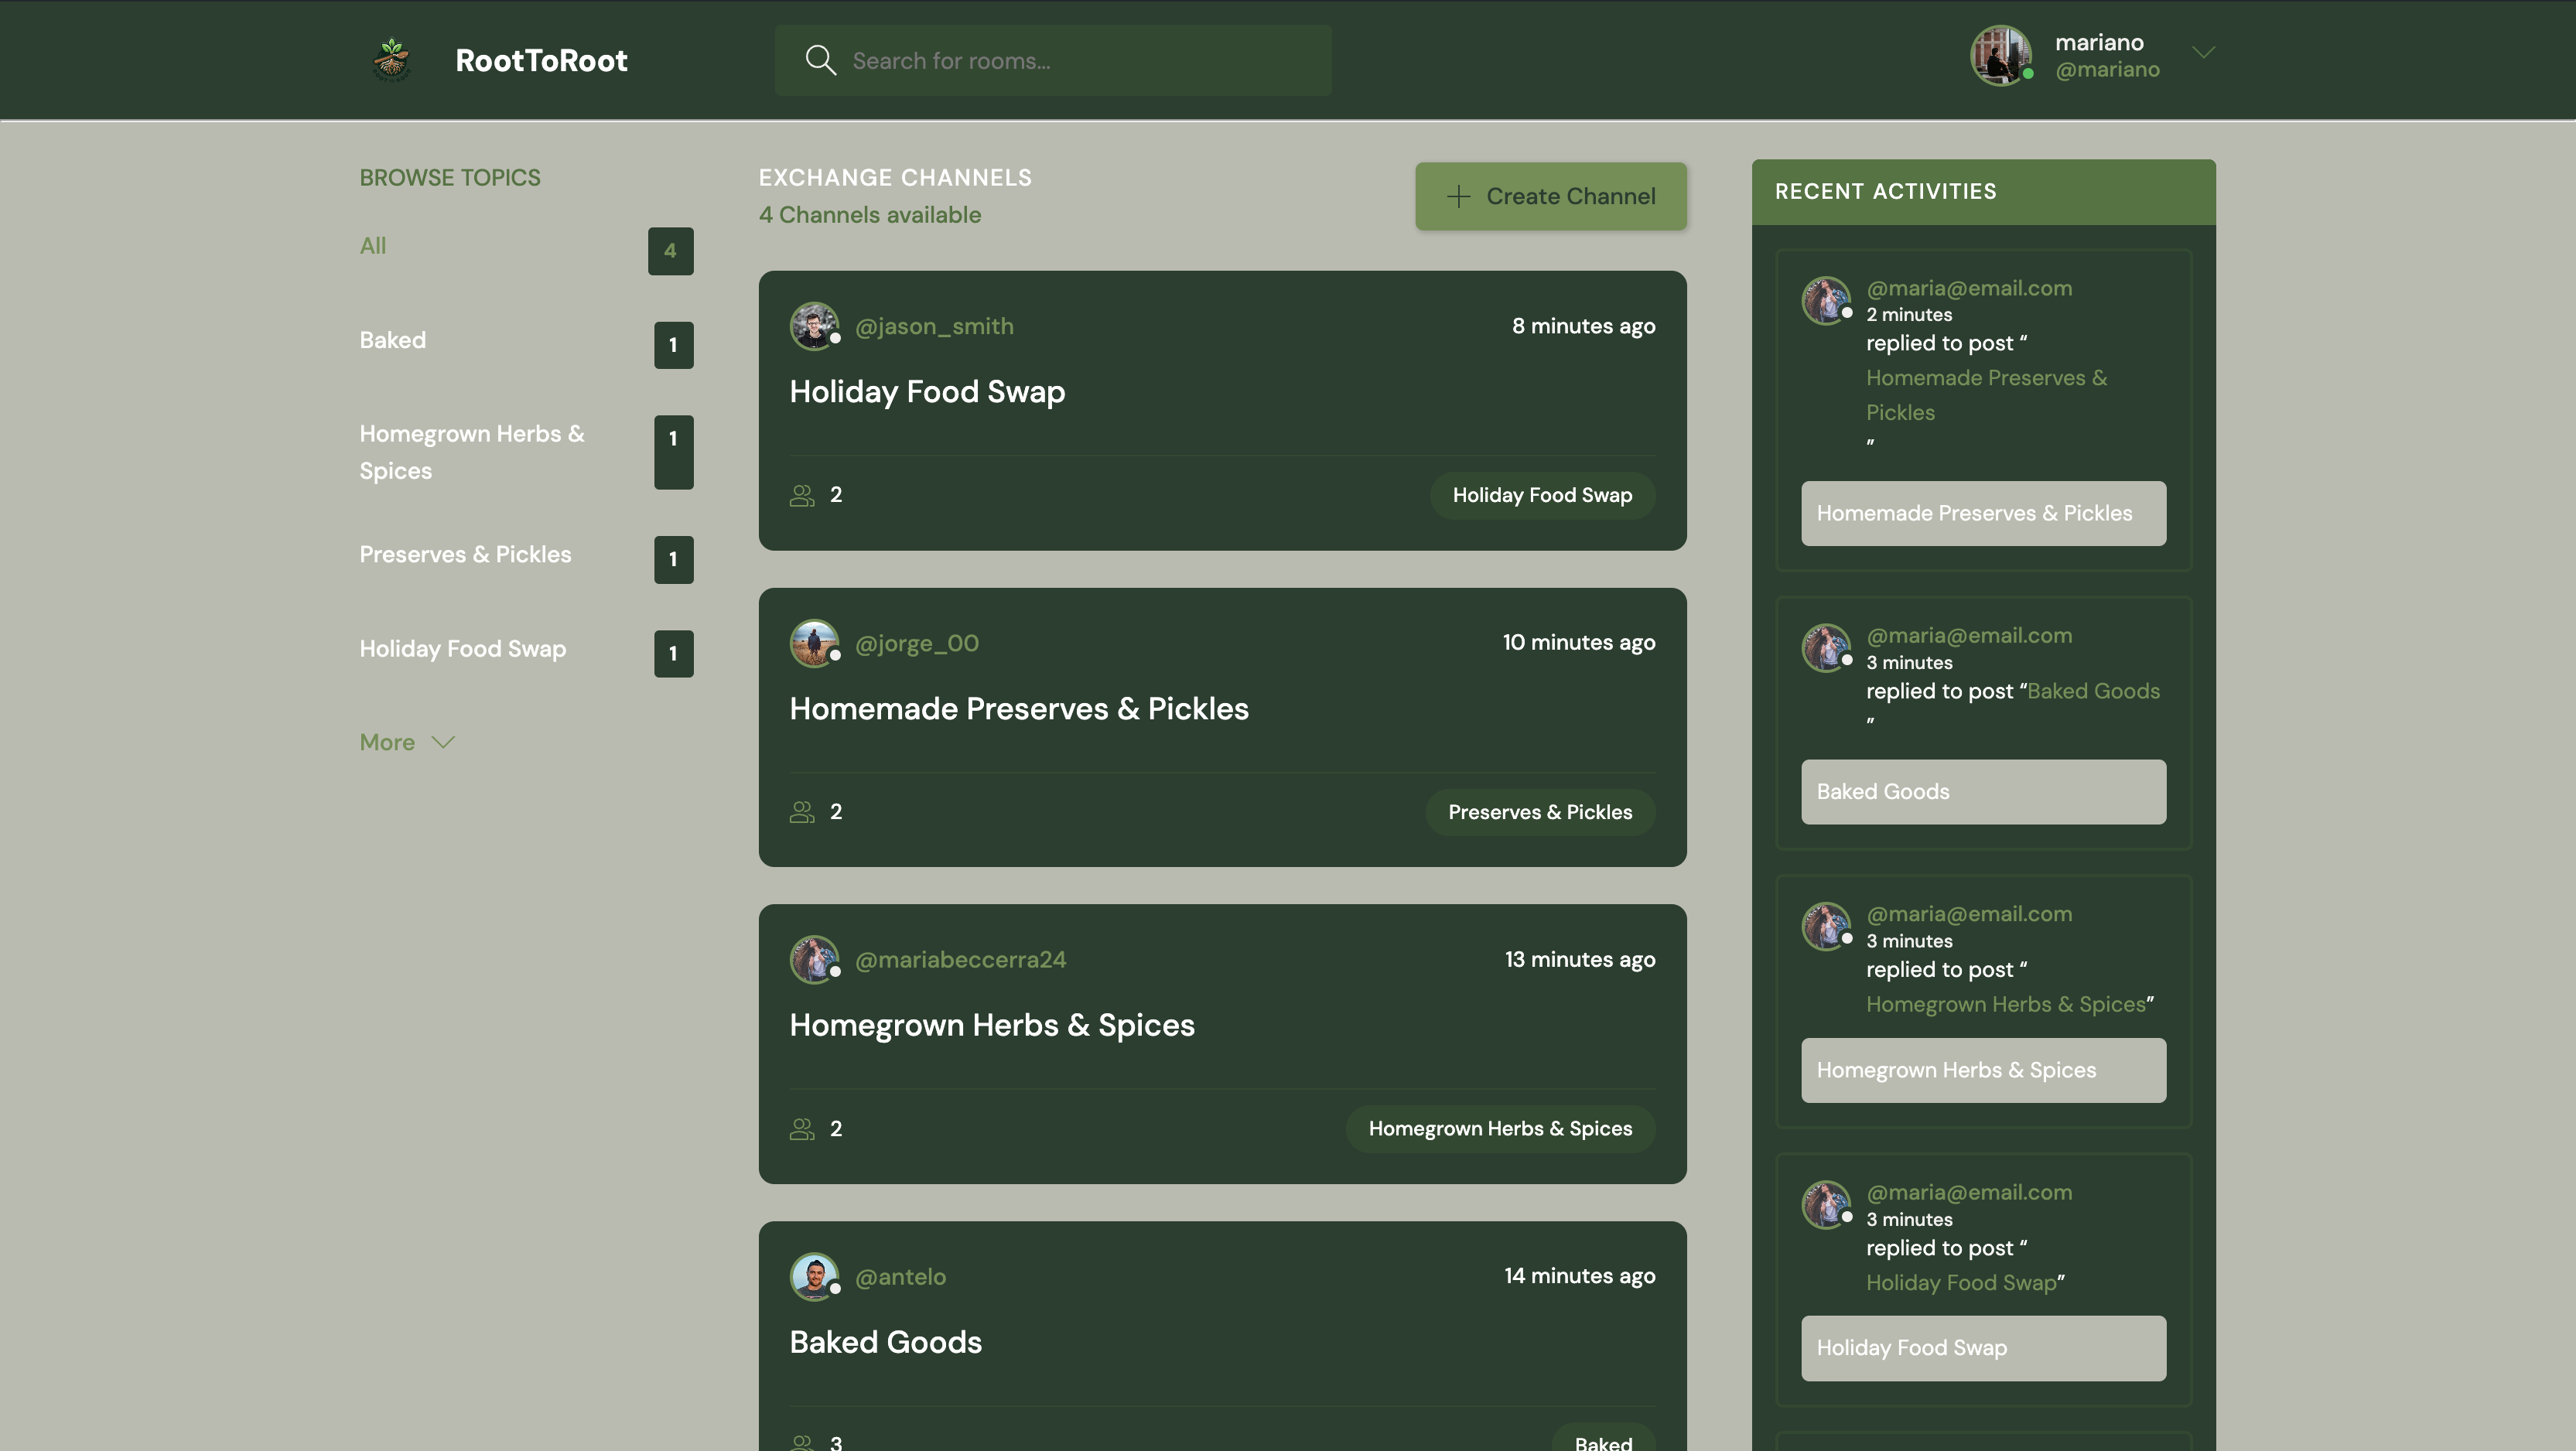 RootToRoot
Search for rooms...
mariano
@mariano
BROWSE TOPICS
All
4
Baked
1
Homegrown Herbs &
Spices
1
Preserves & Pickles
1
Holiday Food Swap
1
More
EXCHANGE CHANNELS
4 Channels available
Create Channel
@jason_smith
8 minutes ago
Holiday Food Swap
2
Holiday Food Swap
@jorge_00
10 minutes ago
Homemade Preserves & Pickles
2
Preserves & Pickles
@mariabeccerra24
13 minutes ago
Homegrown Herbs & Spices
2
Homegrown Herbs & Spices
@antelo
14 minutes ago
Baked Goods
3
Baked
RECENT ACTIVITIES
@maria@email.com
2 minutes
replied to post “
Homemade Preserves &
Pickles
”
Homemade Preserves & Pickles
@maria@email.com
3 minutes
replied to post “Baked Goods
”
Baked Goods
@maria@email.com
3 minutes
replied to post “
Homegrown Herbs & Spices”
Homegrown Herbs & Spices
@maria@email.com
3 minutes
replied to post “
Holiday Food Swap”
Holiday Food Swap